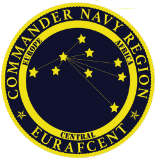 COMMANDER NAVY REGION
EUROPE
AFRICA
CENTRAL
EURAFCENT